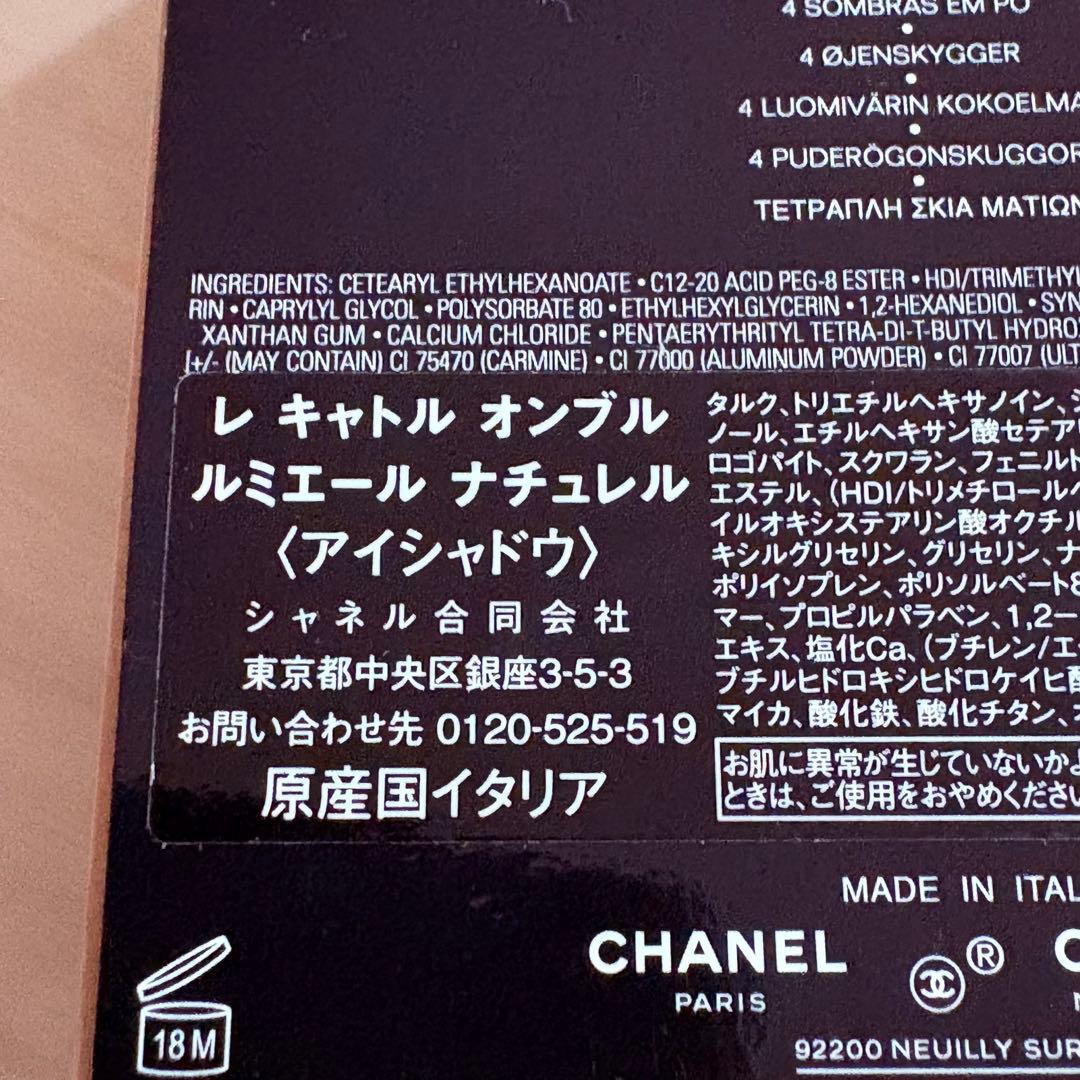 4 SOMBRAS EM PÓ
4 ØJENSKYGGER
4 LUOMIVÄRIN KOKOELMA
4 PUDERÖGONSKUGGOR
ΤΕΤΡΑΠΛΗ ΣΚΙΑ ΜΑΤΙΩΝ
INGREDIENTS: CETEARYL ETHYLHEXANOATE • C12-20 ACID PEG-8 ESTER • HDI/TRIMETHYL
RIN • CAPRYLYL GLYCOL • POLYSORBATE 80 • ETHYLHEXYLGLYCERIN • 1,2-HEXANEDIOL • SYN
XANTHAN GUM • CALCIUM CHLORIDE • PENTAERYTHRITYL TETRA-DI-T-BUTYL HYDRO
[+/- (MAY CONTAIN) CI 75470 (CARMINE) • CI 77000 (ALUMINUM POWDER) • CI 77007 (ULT
レ キャトル オンブル
ルミエール ナチュレル
〈アイシャドウ〉
シャネル合同会社
東京都中央区銀座3-5-3
お問い合わせ先 0120-525-519
原産国イタリア
タルク、トリエチルヘキサノイン、ジ
ノール、エチルヘキサン酸セテアリ
ロゴパイト、スクワラン、フェニルト
エステル、(HDI/トリメチロールヘ
イルオキシステアリン酸オクチル
キシルグリセリン、グリセリン、ナ
ポリイソプレン、ポリソルベート8
マー、プロピルパラベン、1,2ー
エキス、塩化Ca、(ブチレン/エ
ブチルヒドロキシヒドロケイヒ酸
マイカ、酸化鉄、酸化チタン、
お肌に異常が生じていないかよ
ときは、ご使用をおやめください
MADE IN ITAL
CHANEL
®
PARIS
92200 NEUILLY SUR
18M